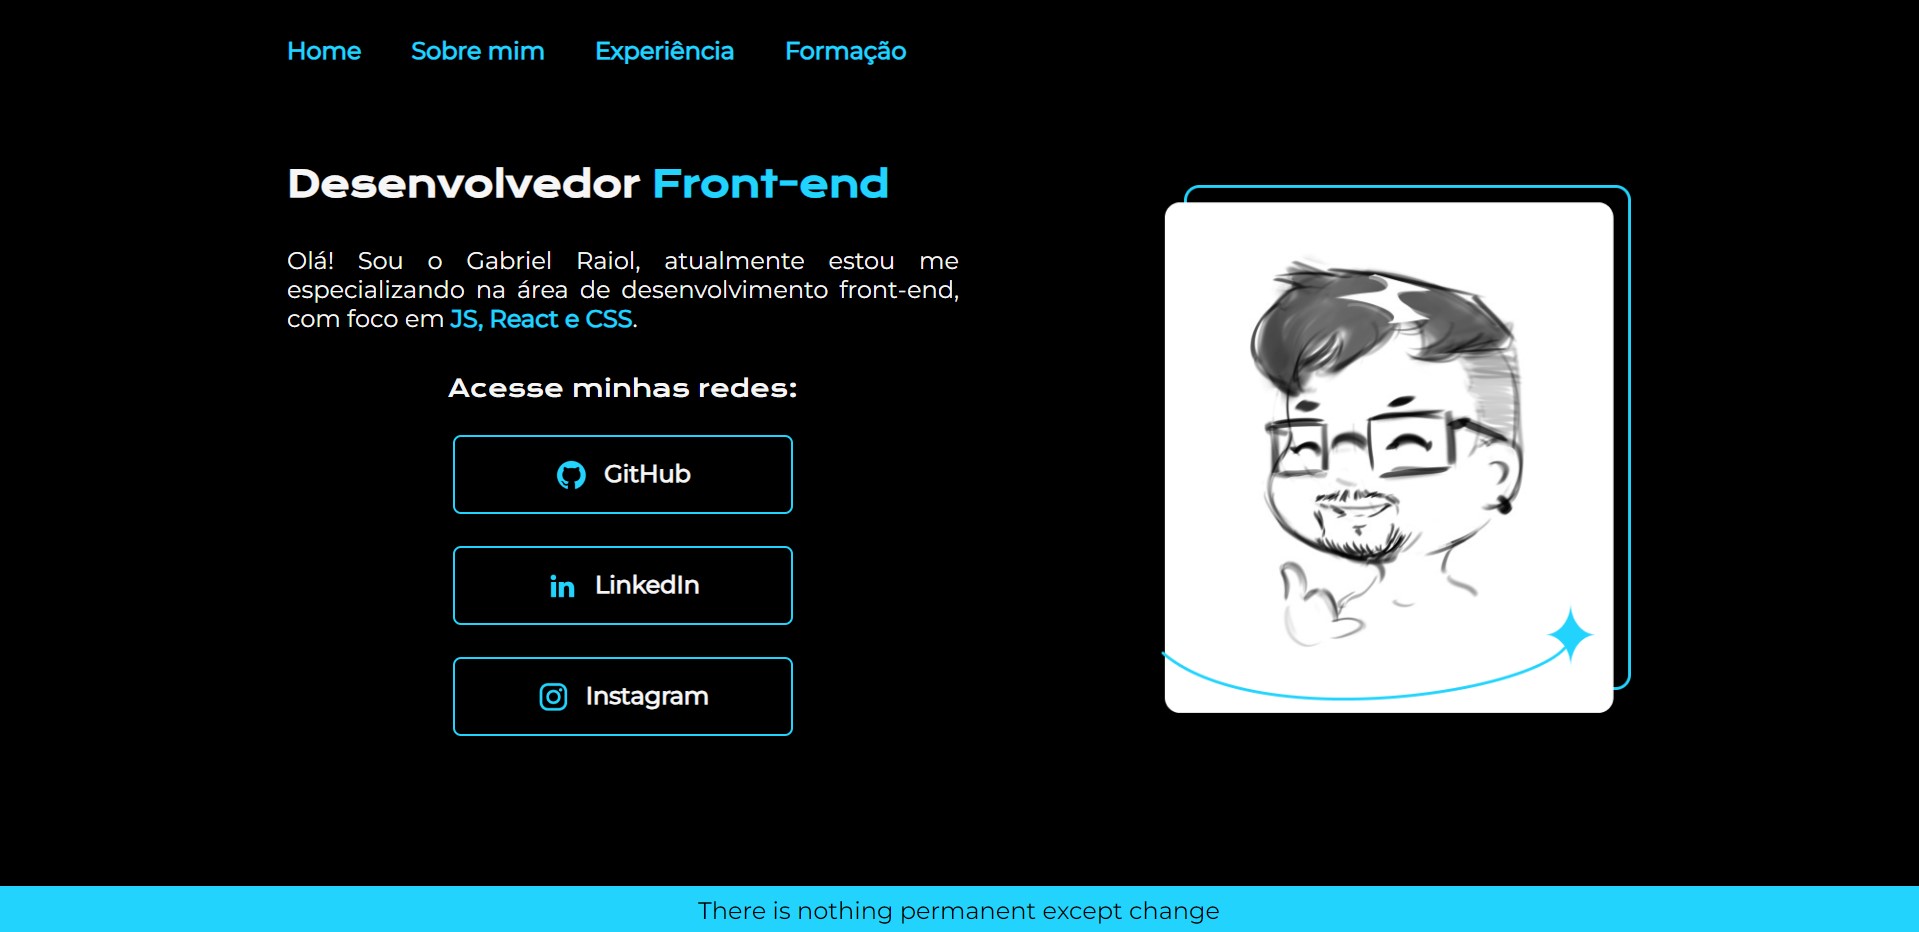 Home Sobre mim Experiência Formação
Desenvolvedor Front-end
Olá! Sou o Gabriel Raiol, atualmente estou me
especializando na área de desenvolvimento front-end,
com foco em JS, React e CSS.
Acesse minhas redes:
GitHub
LinkedIn
Instagram
There is nothing permanent except change